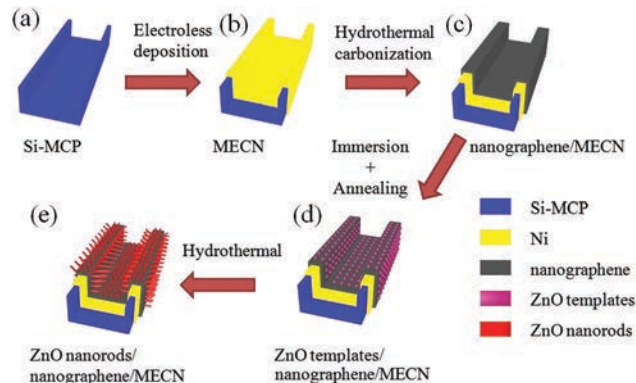 (a)
Electroless
deposition
(b)
Hydrothermal
carbonization
(c)
Si-MCP
MECN
nanographene/MECN
Immersion
+
Annealing
(e)
Hydrothermal
(d)
ZnO nanorods/
nanographene/MECN
ZnO templates/
nanographene/MECN
Si-MCP
Ni
nanographene
ZnO templates
ZnO nanorods